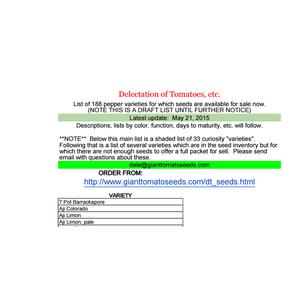 Delectation of Tomatoes, etc.
List of 188 pepper varieties for which seeds are available for sale now.
(NOTE THIS IS A DRAFT LIST UNTIL FURTHER NOTICE)
Latest update:  May 21, 2015
Descriptions, lists by color, function, days to maturity, etc. will follow.
**NOTE**  Below this main list is a shaded list of 33 curiosity "varieties".
Following that is a list of several varieties which are in the seed inventory but for
which there are not enough seeds to offer a full packet for sell.  Please send
email with questions about these.
dale@gianttomatoseeds.com
ORDER FROM:
http://www.gianttomatoseeds.com/dt_seeds.html
VARIETY
7 Pot Barrackapore
Aji Colorado
Aji Limon
Aji Limon, pale